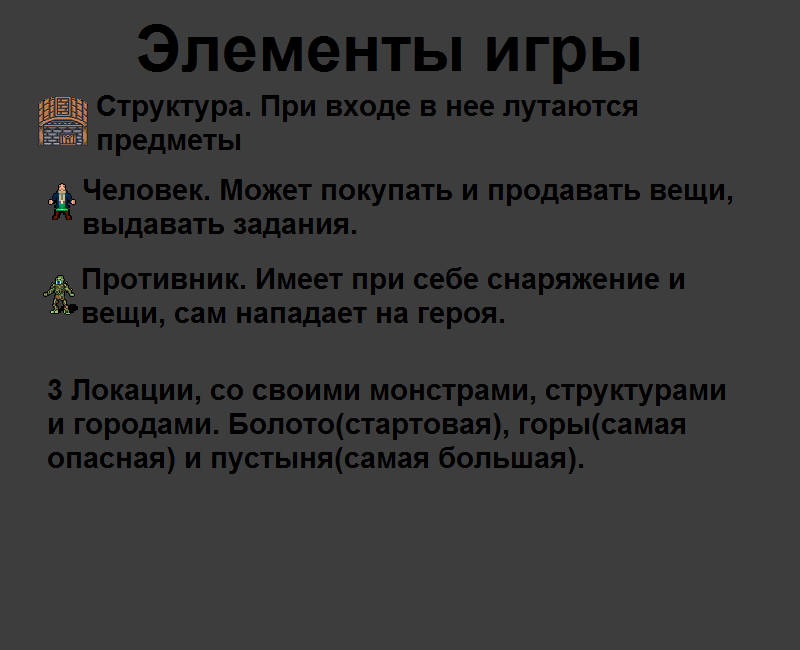 Элементы игры
Структура. При входе в нее лутаются
предметы
Человек. Может покупать и продавать вещи,
выдавать задания.
Противник. Имеет при себе снаряжение и
вещи, сам нападает на героя.
3 Локации, со своими монстрами, структурами
и городами. Болото(стартовая), горы(самая
опасная) и пустыня(самая большая).